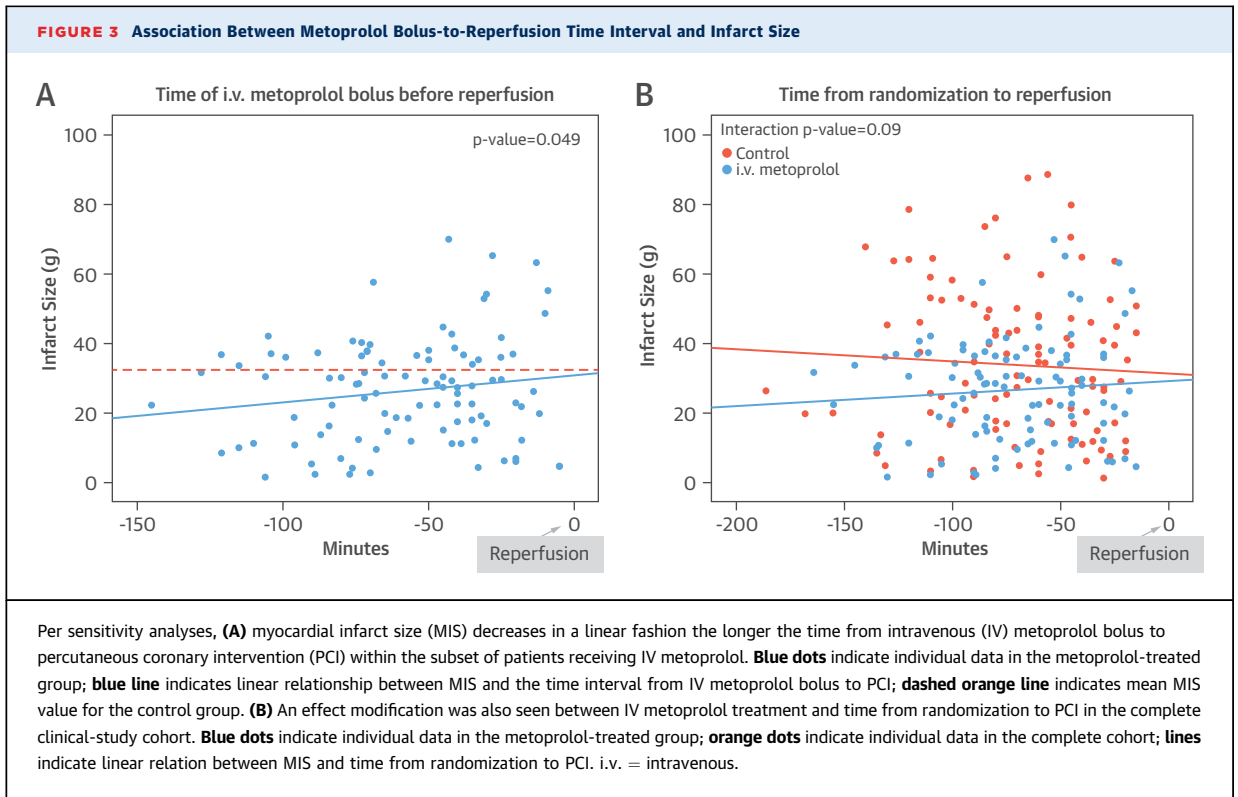 FIGURE 3 Association Between Metoprolol Bolus-to-Reperfusion Time Interval and Infarct Size
A
Time of i.v. metoprolol bolus before reperfusion
p-value=0.049
Infarct Size (g)
100
80
60
40
20
0
-150
-100
-50
0
Minutes
Reperfusion
B
Time from randomization to reperfusion
Interaction p-value=0.09
Control
i.v. metoprolol
Infarct Size (g)
100
80
60
40
20
0
-200
-150
-100
-50
0
Minutes
Reperfusion
Per sensitivity analyses, (A) myocardial infarct size (MIS) decreases in a linear fashion the longer the time from intravenous (IV) metoprolol bolus to
percutaneous coronary intervention (PCI) within the subset of patients receiving IV metoprolol. Blue dots indicate individual data in the metoprolol-treated
group; blue line indicates linear relationship between MIS and the time interval from IV metoprolol bolus to PCI; dashed orange line indicates mean MIS
value for the control group. (B) An effect modification was also seen between IV metoprolol treatment and time from randomization to PCI in the complete
clinical-study cohort. Blue dots indicate individual data in the metoprolol-treated group; orange dots indicate individual data in the complete cohort; lines
indicate linear relation between MIS and time from randomization to PCI. i.v. = intravenous.